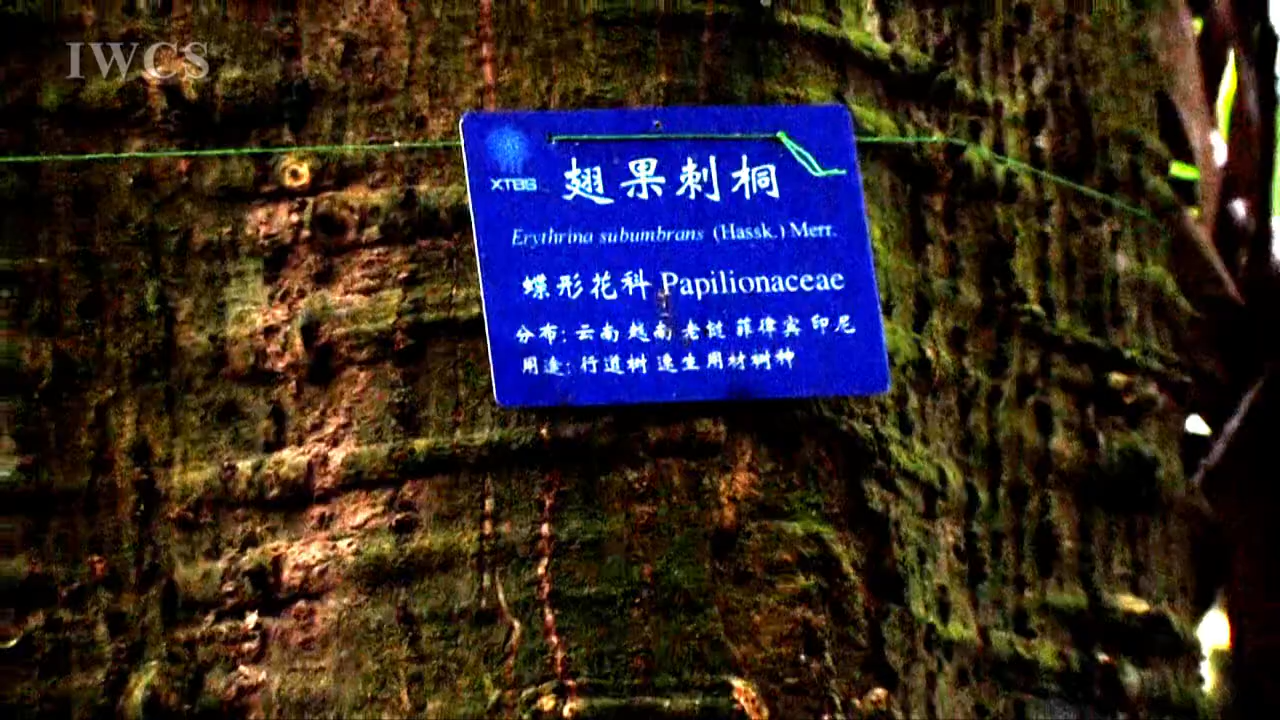 IWCS
XTBG
翅果刺桐
Erythrina subumbrans (Hassk.) Merr.
蝶形花科 Papilionaceae
分布: 云南 越南 老挝 菲律宾 印尼
用途: 行道树 速生用材树种